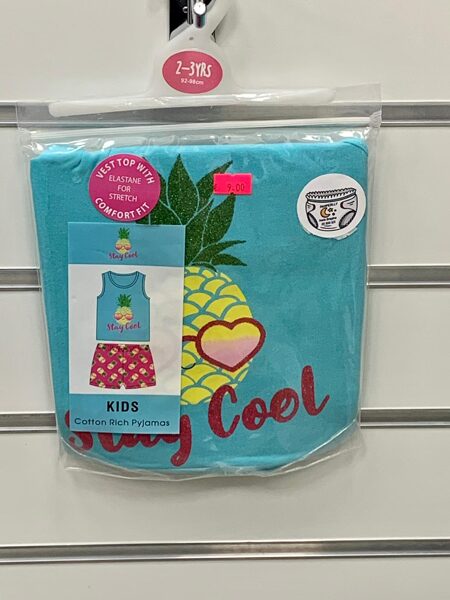 2-3YRS
92-98cm
VEST TOP WITH
ELASTANE
FOR
STRETCH
COMFORT FIT
9.00
Stay Cool
Stay Cool
KIDS
Cotton Rich Pyjamas
Stay Cool